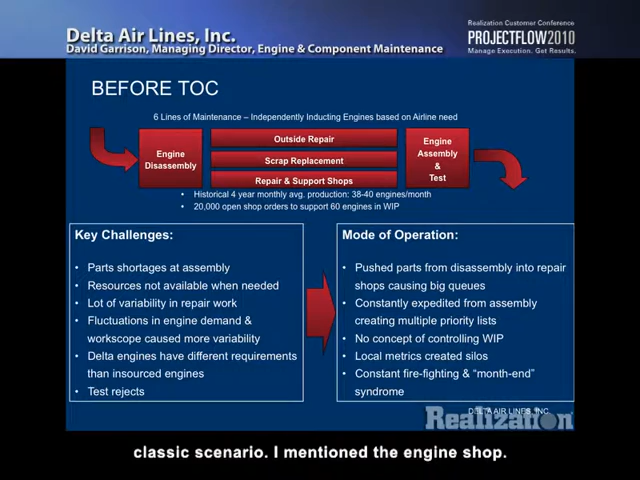 Delta Air Lines, Inc.
David Garrison, Managing Director, Engine & Component Maintenance
Realization Customer Conference
PROJECTFLOW2010
Manage Execution. Get Results.
BEFORE TOC
6 Lines of Maintenance – Independently Inducting Engines based on Airline need
Engine
Disassembly
Outside Repair
Scrap Replacement
Repair & Support Shops
Engine
Assembly
&
Test
• Historical 4 year monthly avg. production: 38-40 engines/month
• 20,000 open shop orders to support 60 engines in WIP
Key Challenges:
• Parts shortages at assembly
• Resources not available when needed
• Lot of variability in repair work
• Fluctuations in engine demand &
workscope caused more variability
• Delta engines have different requirements
than insourced engines
• Test rejects
Mode of Operation:
• Pushed parts from disassembly into repair
shops causing big queues
• Constantly expedited from assembly
creating multiple priority lists
• No concept of controlling WIP
• Local metrics created silos
• Constant fire-fighting & “month-end”
syndrome
DELTA AIR LINES, INC.
Realization
classic scenario. I mentioned the engine shop.